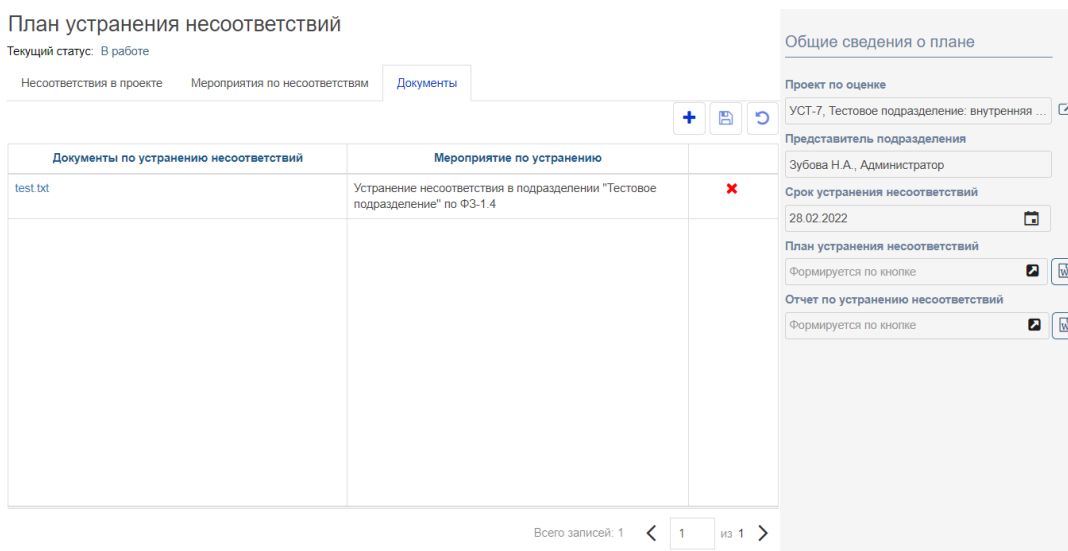 План устранения несоответствий
Текущий статус: В работе
Несоответствия в проекте Мероприятия по несоответствиям Документы
Документы по устранению несоответствий Мероприятие по устранению
test.txt Устранение несоответствия в подразделении "Тестовое
подразделение" по ФЗ-1.4
Всего записей: 1 1 из 1
Общие сведения о плане
Проект по оценке
УСТ-7, Тестовое подразделение: внутренняя ...
Представитель подразделения
Зубова Н.А., Администратор
Срок устранения несоответствий
28.02.2022
План устранения несоответствий
Формируется по кнопке
Отчет по устранению несоответствий
Формируется по кнопке